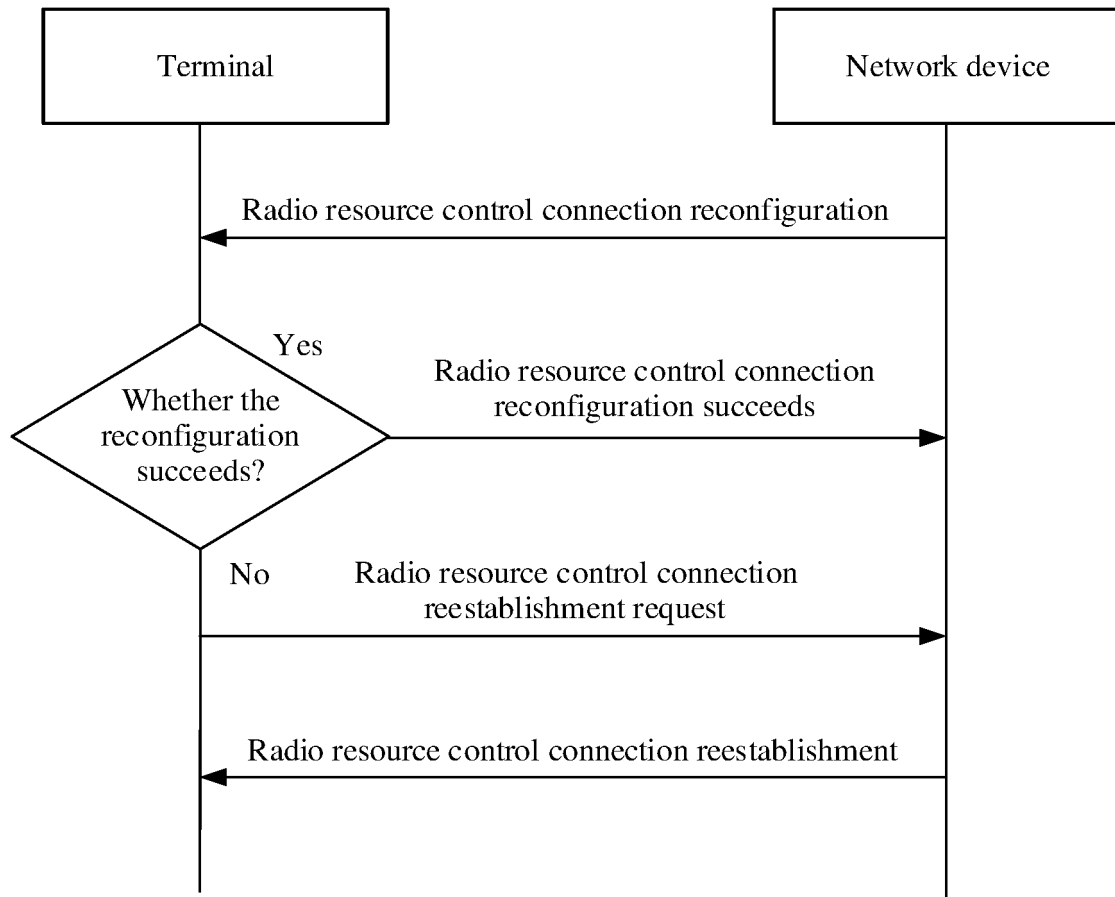 Terminal
Network device
Radio resource control connection reconfiguration
Yes
Whether the
reconfiguration
succeeds?
Radio resource control connection
reconfiguration succeeds
No
Radio resource control connection
reestablishment request
Radio resource control connection reestablishment